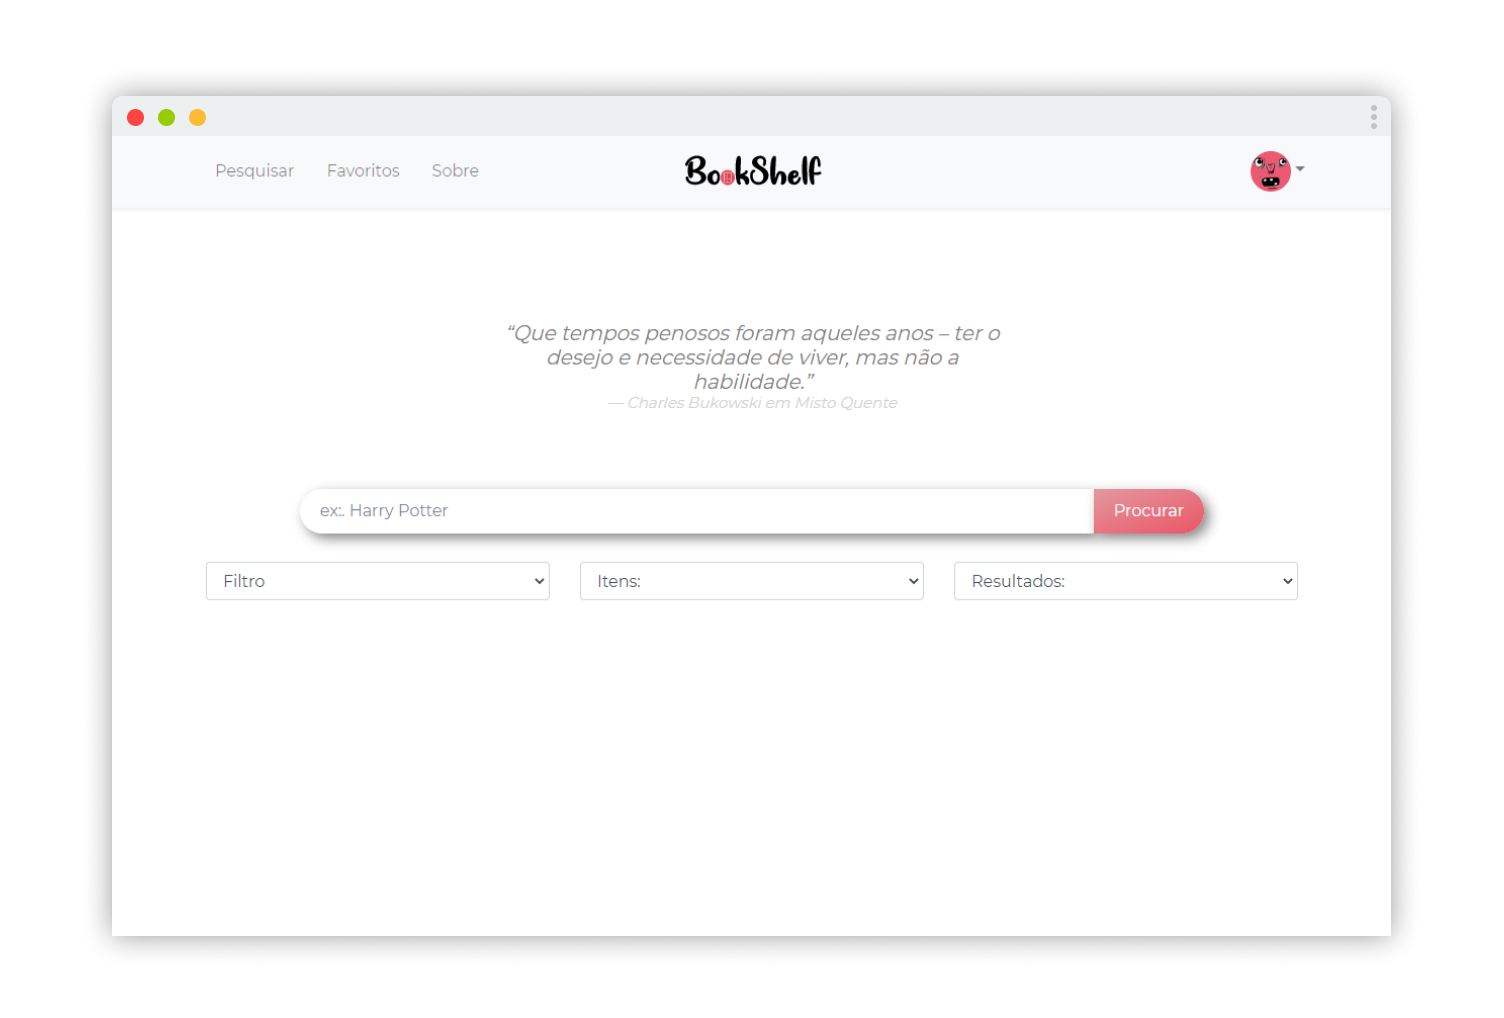 Pesquisar Favoritos Sobre BookShelf
“Que tempos penosos foram aqueles anos – ter o
desejo e necessidade de viver, mas não a
habilidade.”
— Charles Bukowski em Misto Quente
ex:. Harry Potter Procurar
Filtro Itens: Resultados: